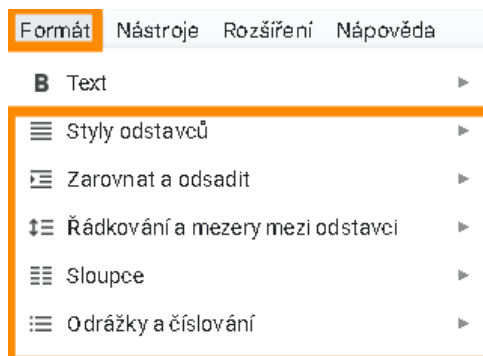 Formát Nástroje Rozšíření Nápověda
B Text
Styly odstavců
Zarovnat a odsadit
Řádkování a mezery mezi odstavci
Sloupce
Odrážky a číslování